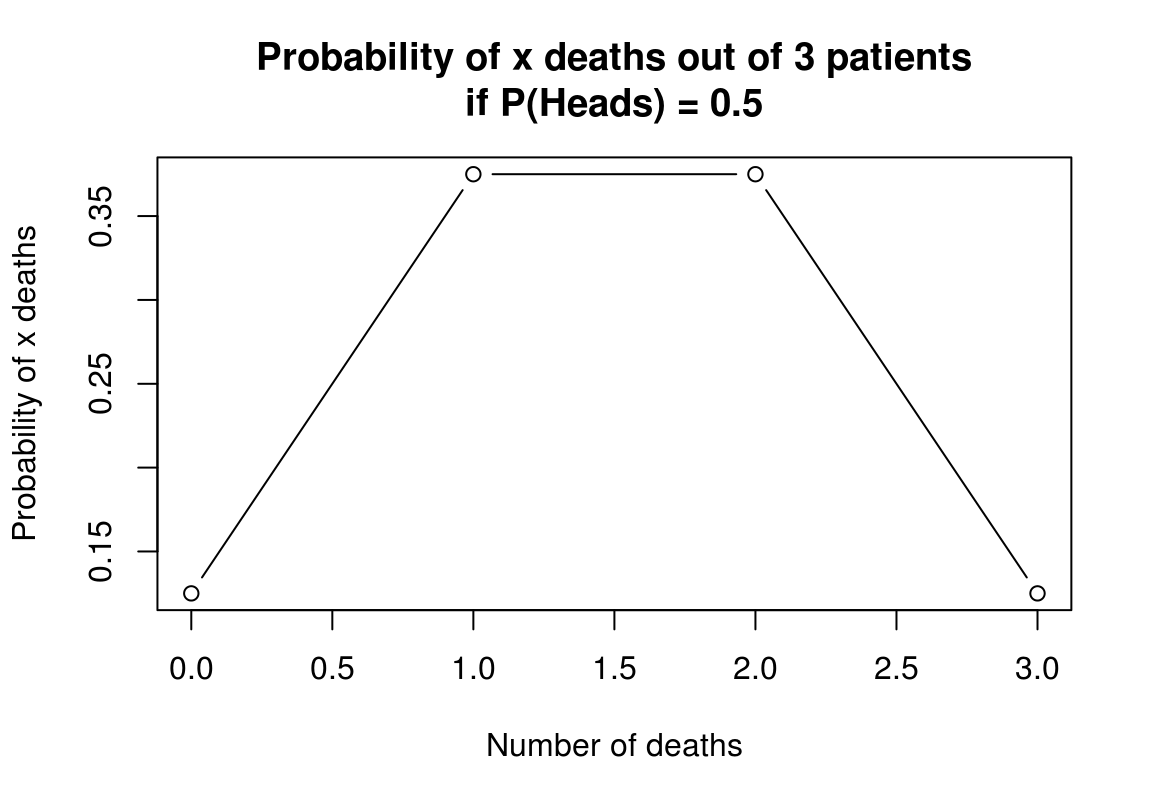 Probability of x deaths out of 3 patients
if P(Heads) = 0.5
Probability of x deaths
0.35
0.25
0.15
0.0 0.5 1.0 1.5 2.0 2.5 3.0
Number of deaths